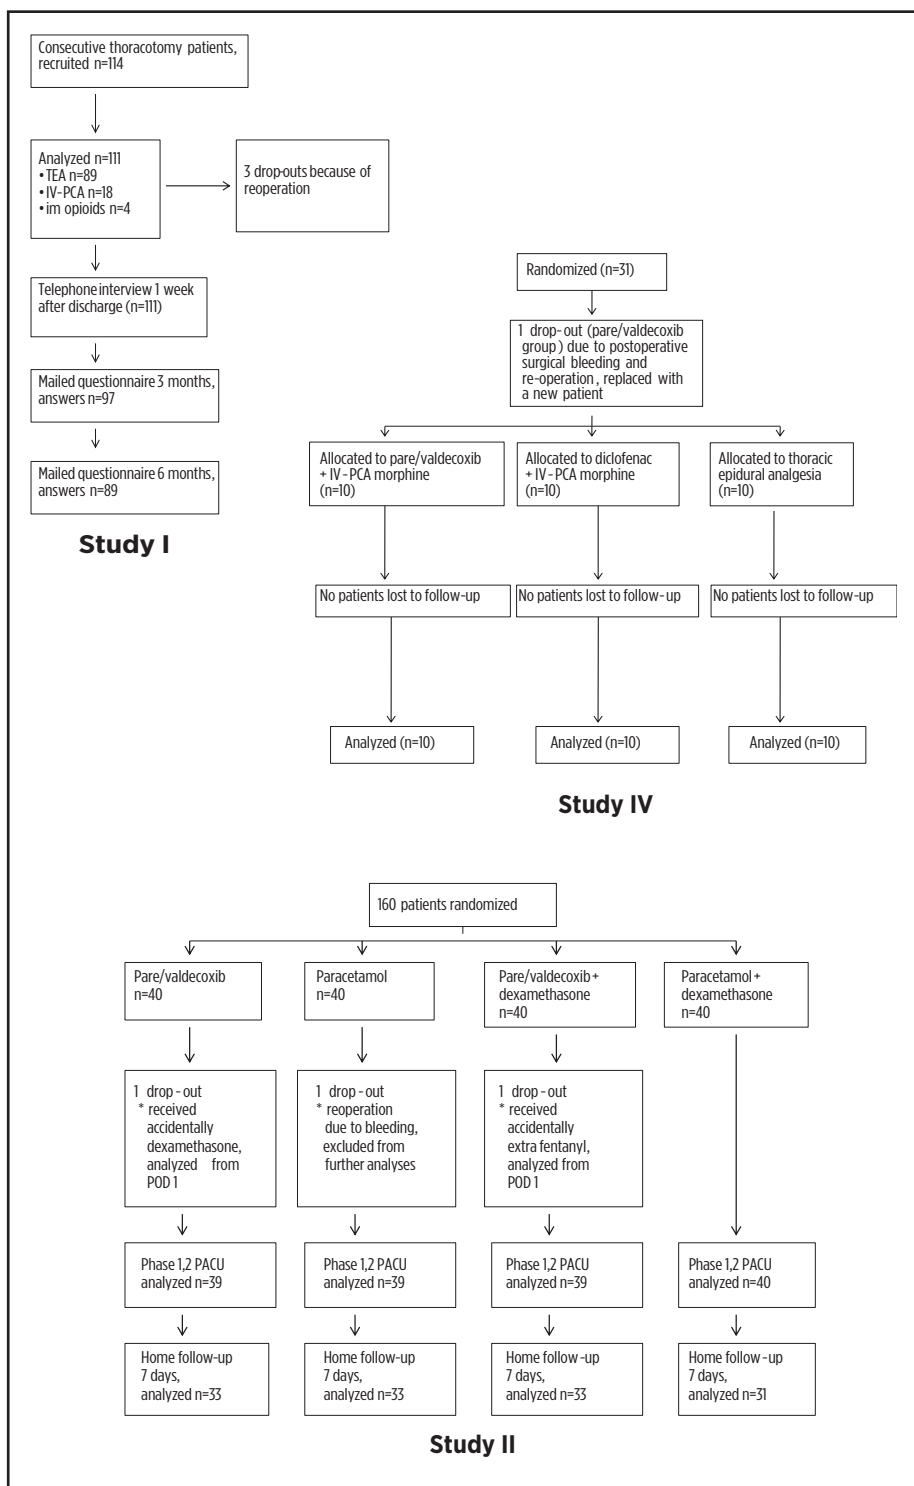 Consecutive thoracotomy patients,
recruited n=114
Analyzed n=111
• TEA n=89
• IV-PCA n=18
• im opioids n=4
3 drop-outs because of
reoperation
Telephone interview 1 week
after discharge (n=111)
Mailed questionnaire 3 months,
answers n=97
Mailed questionnaire 6 months,
answers n=89
Study I
Randomized (n=31)
1 drop-out (pare/valdecoxib
group) due to postoperative
surgical bleeding and
re-operation, replaced with
a new patient
Allocated to pare/valdecoxib
+ IV-PCA morphine
(n=10)
Allocated to diclofenac
+ IV-PCA morphine
(n=10)
Allocated to thoracic
epidural analgesia
(n=10)
No patients lost to follow-up
No patients lost to follow-up
No patients lost to follow-up
Analyzed (n=10)
Analyzed (n=10)
Analyzed (n=10)
Study IV
160 patients randomized
Pare/valdecoxib
n=40
Paracetamol
n=40
Pare/valdecoxib +
dexamethasone
n=40
Paracetamol +
dexamethasone
n=40
1 drop-out
* received
accidentally
dexamethasone,
analyzed from
POD 1
1 drop-out
* reoperation
due to bleeding,
excluded from
further analyses
1 drop-out
* received
accidentally
extra fentanyl,
analyzed from
POD 1
Phase 1,2 PACU
analyzed n=39
Phase 1,2 PACU
analyzed n=39
Phase 1,2 PACU
analyzed n=39
Phase 1,2 PACU
analyzed n=40
Home follow-up
7 days,
analyzed n=33
Home follow-up
7 days,
analyzed n=33
Home follow-up
7 days,
analyzed n=33
Home follow-up
7 days,
analyzed n=31
Study II